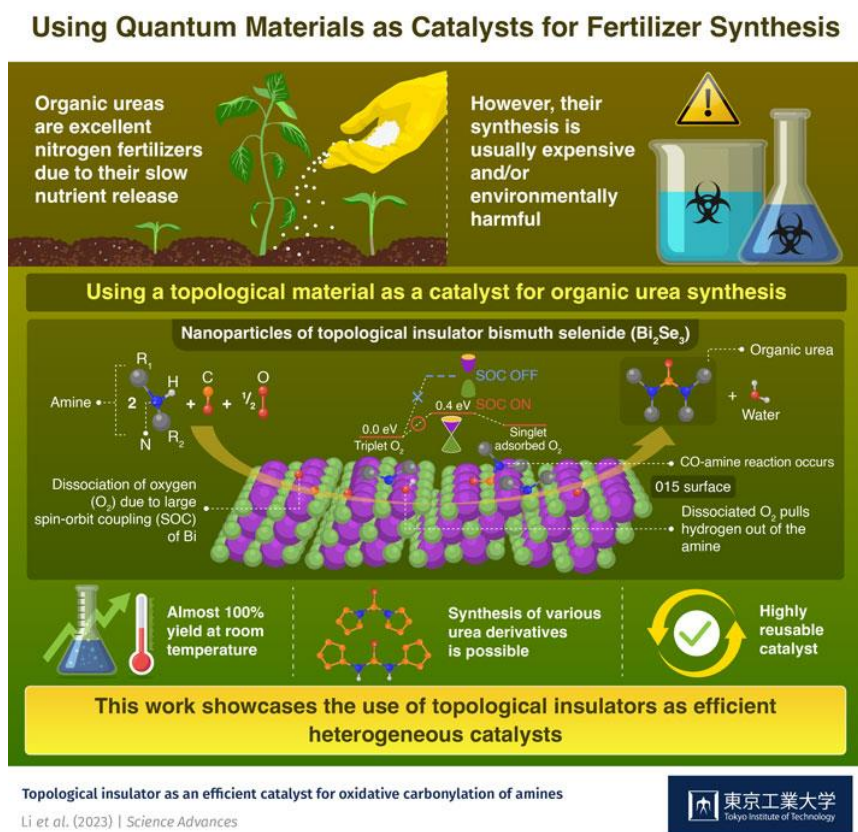 Using Quantum Materials as Catalysts for Fertilizer Synthesis
Organic ureas
are excellent
nitrogen fertilizers
due to their slow
nutrient release
However, their
synthesis is
usually expensive
and/or
environmentally
harmful
Using a topological material as a catalyst for organic urea synthesis
Nanoparticles of topological insulator bismuth selenide (Bi₂Se₃)
R₁
H
Amine
2
N
R₂
+
C
+
½
O
SOC OFF
0.4 eV
SOC ON
0.0 eV
Triplet O₂
Singlet
adsorbed O₂
Organic urea
+
Water
CO-amine reaction occurs
015 surface
Dissociation of oxygen
(O₂) due to large
spin-orbit coupling (SOC)
of Bi
Dissociated O₂ pulls
hydrogen out of the
amine
Almost 100%
yield at room
temperature
Synthesis of various
urea derivatives
is possible
Highly
reusable
catalyst
This work showcases the use of topological insulators as efficient
heterogeneous catalysts
Topological insulator as an efficient catalyst for oxidative carbonylation of amines
Li et al. (2023) | Science Advances
東京工業大学
Tokyo Institute of Technology